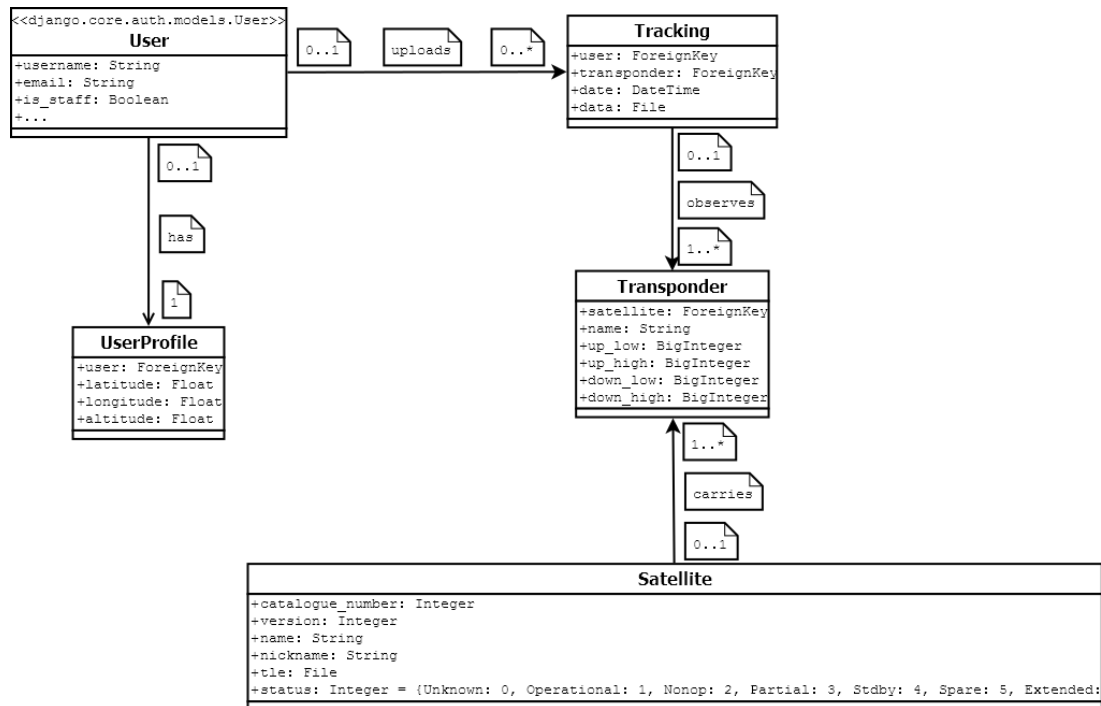 <<django.core.auth.models.User>>
User
+username: String
+email: String
+is_staff: Boolean
+...
0..1
uploads
0..*
Tracking
+user: ForeignKey
+transponder: ForeignKey
+date: DateTime
+data: File
0..1
has
1
UserProfile
+user: ForeignKey
+latitude: Float
+longitude: Float
+altitude: Float
0..1
observes
1..*
Transponder
+satellite: ForeignKey
+name: String
+up_low: BigInteger
+up_high: BigInteger
+down_low: BigInteger
+down_high: BigInteger
1..*
carries
0..1
Satellite
+catalogue_number: Integer
+version: Integer
+name: String
+nickname: String
+tle: File
+status: Integer = {Unknown: 0, Operational: 1, Nonop: 2, Partial: 3, Stdby: 4, Spare: 5, Extended: